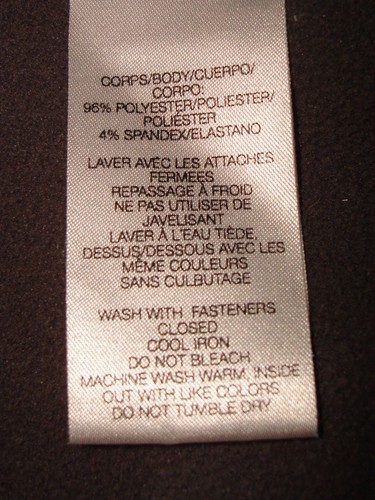 CORPS/BODY/CUERPO/
CORPO:
96% POLYESTER/POLIESTER/
POLIÉSTER
4% SPANDEX/ELASTANO
LAVER AVEC LES ATTACHES
FERMEES
REPASSAGE À FROID
NE PAS UTILISER DE
JAVELISANT
LAVER À L'EAU TIÈDE,
DESSUS/DESSOUS AVEC LES
MÊME COULEURS
SANS CULBUTAGE
WASH WITH FASTENERS
CLOSED
COOL IRON
DO NOT BLEACH
MACHINE WASH WARM, INSIDE
OUT WITH LIKE COLORS
DO NOT TUMBLE DRY